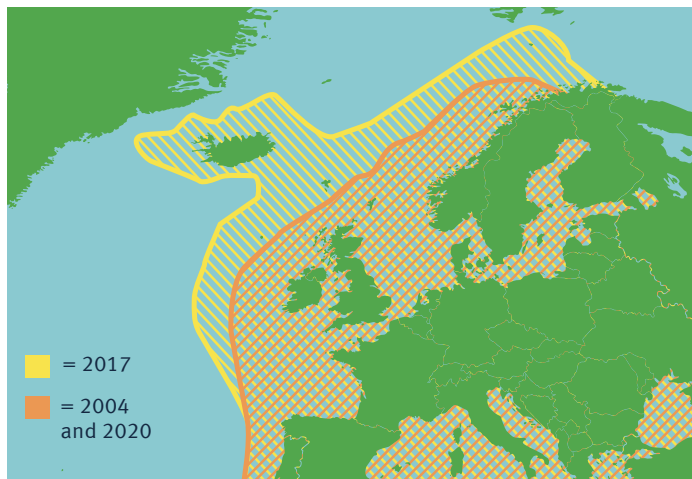 = 2017
= 2004
and 2020